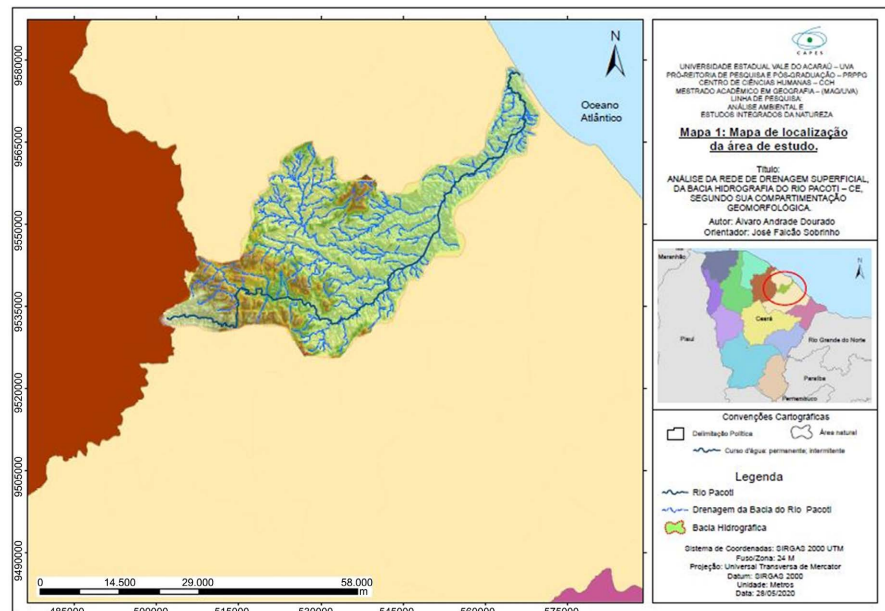 N
Oceano
Atlântico
9580000
9565000
9550000
9535000
9520000
9505000
9490000
0 14.500 29.000 58.000
m
485000 500000 515000 530000 545000 560000 575000
CAPES
UNIVERSIDADE ESTADUAL VALE DO ACARAÚ – UVA
PRÓ-REITORIA DE PESQUISA E PÓS-GRADUAÇÃO – PRPPG
CENTRO DE CIÊNCIAS HUMANAS – CCH
MESTRADO ACADÊMICO EM GEOGRAFIA – (MAG/UVA)
LINHA DE PESQUISA:
ANÁLISE AMBIENTAL E
ESTUDOS INTEGRADOS DA NATUREZA
Mapa 1: Mapa de localização
da área de estudo.
Título:
ANÁLISE DA REDE DE DRENAGEM SUPERFICIAL,
DA BACIA HIDROGRAFIA DO RIO PACOTI – CE,
SEGUNDO SUA COMPARTIMENTAÇÃO
GEOMORFOLÓGICA.
Autor: Álvaro Andrade Dourado
Orientador: José Falcão Sobrinho
Maranhão
N
Ceará
Piauí
Rio Grande do Norte
Paraíba
Pernambuco
Convenções Cartográficas
Delimitação Política
Área natural
Curso d'água: permanente; intermitente
Legenda
Rio Pacoti
Drenagem da Bacia do Rio Pacoti
Bacia Hidrográfica
Sistema de Coordenadas: SIRGAS 2000 UTM
Fuso/Zona: 24 M
Projeção: Universal Transversa de Mercator
Datum: SIRGAS 2000
Unidade: Metros
Data: 26/05/2020